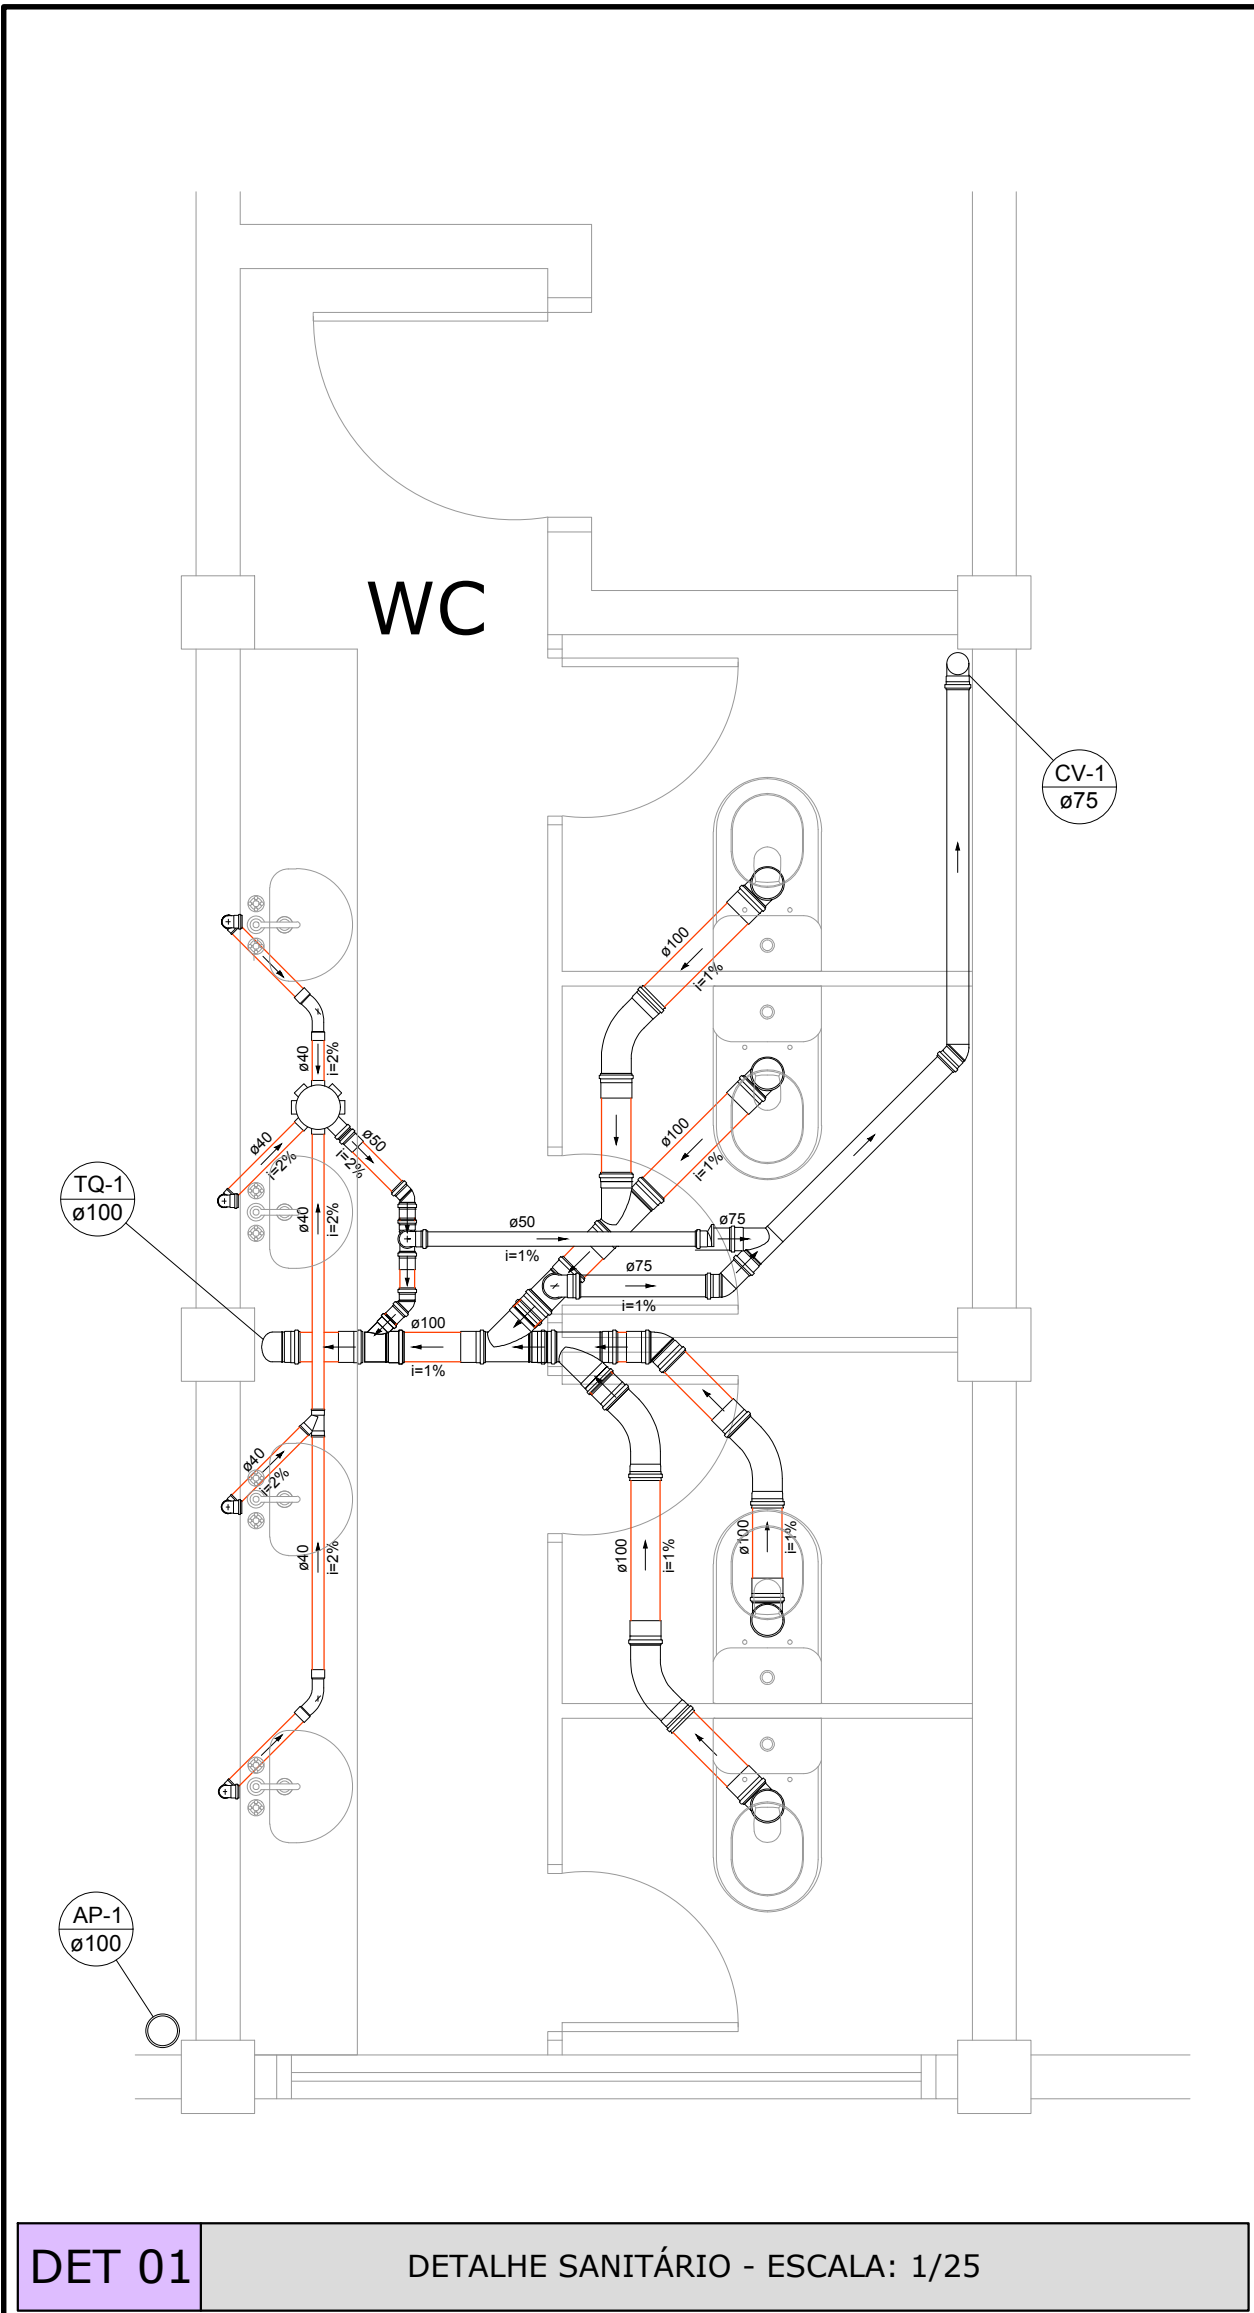 WC
CV-1
ø75
ø100
i=1%
ø40
i=2%
ø100
i=1%
ø40
i=2%
ø50
i=2%
TQ-1
ø100
ø40
i=2%
ø50
i=1%
ø75
ø75
i=1%
ø100
i=1%
ø40
i=2%
ø40
i=2%
ø100
i=1%
ø100
i=1%
AP-1
ø100
DET 01
DETALHE SANITÁRIO - ESCALA: 1/25